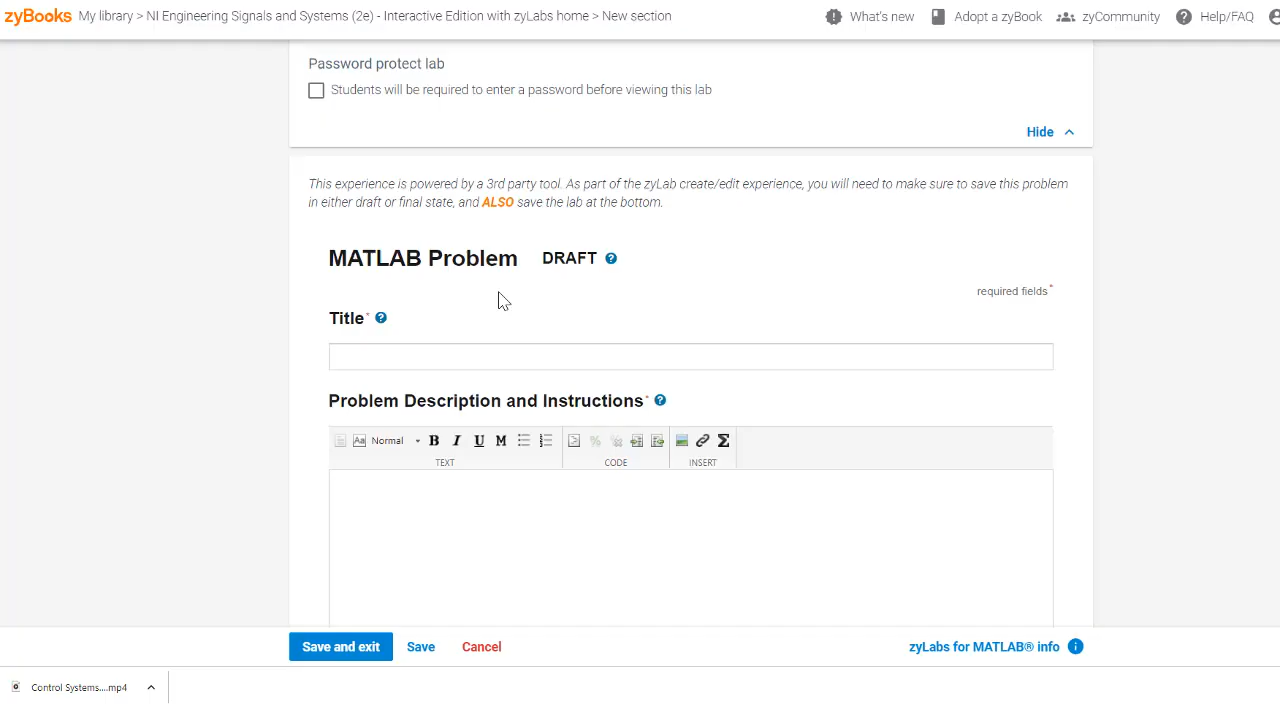 zyBooks My library > NI Engineering Signals and Systems (2e) - Interactive Edition with zyLabs home > New section What's new Adopt a zyBook zyCommunity Help/FAQ
Password protect lab
Students will be required to enter a password before viewing this lab
Hide
This experience is powered by a 3rd party tool. As part of the zyLab create/edit experience, you will need to make sure to save this problem
in either draft or final state, and ALSO save the lab at the bottom.
MATLAB Problem DRAFT ?
required fields*
Title* ?
Problem Description and Instructions* ?
Aa Normal B I U M Σ
TEXT CODE INSERT
Save and exit Save Cancel zyLabs for MATLAB® info i
Control Systems....mp4